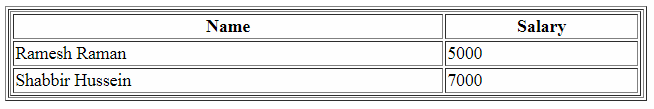 Name Salary
Ramesh Raman 5000
Shabbir Hussein 7000